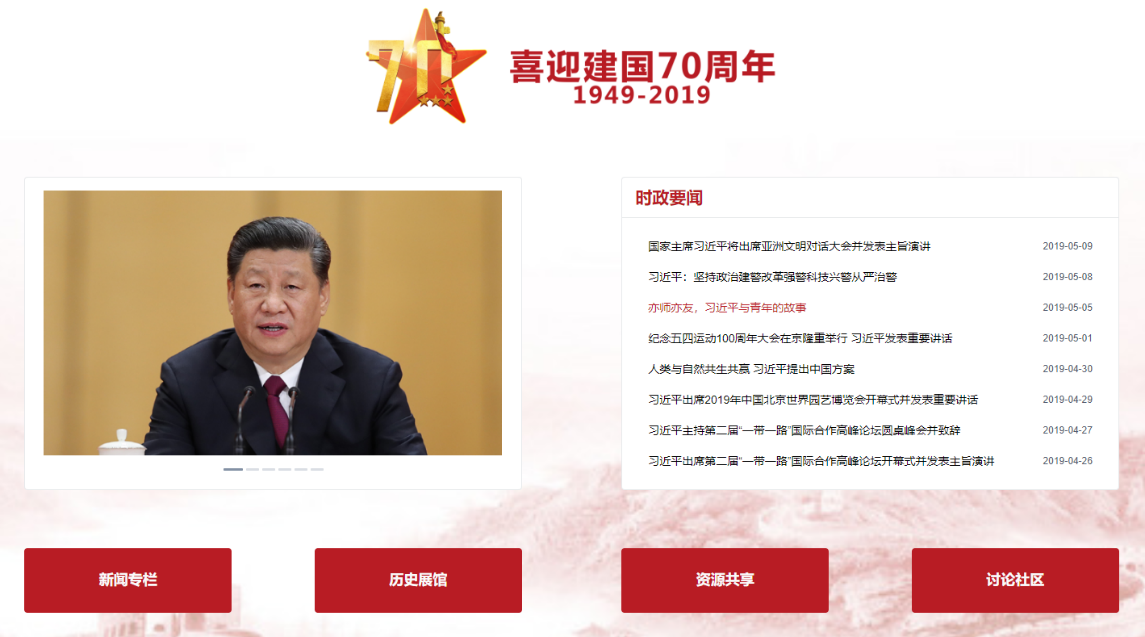 70
喜迎建国70周年
1949-2019
时政要闻
国家主席习近平将出席亚洲文明对话大会并发表主旨演讲 2019-05-09
习近平：坚持政治建警改革强警科技兴警从严治警 2019-05-08
亦师亦友，习近平与青年的故事 2019-05-05
纪念五四运动100周年大会在京隆重举行 习近平发表重要讲话 2019-05-01
人类与自然共生共赢 习近平提出中国方案 2019-04-30
习近平出席2019年中国北京世界园艺博览会开幕式并发表重要讲话 2019-04-29
习近平主持第二届“一带一路”国际合作高峰论坛圆桌峰会并致辞 2019-04-27
习近平出席第二届“一带一路”国际合作高峰论坛开幕式并发表主旨演讲 2019-04-26
新闻专栏 历史展馆 资源共享 讨论社区